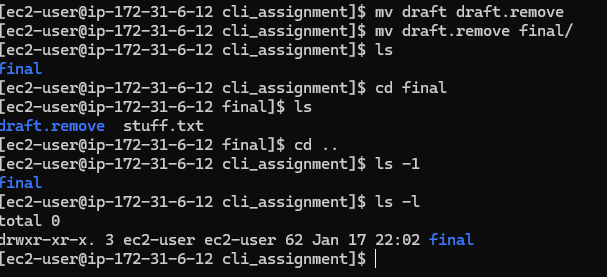 [ec2-user@ip-172-31-6-12 cli_assignment]$ mv draft draft.remove
[ec2-user@ip-172-31-6-12 cli_assignment]$ mv draft.remove final/
[ec2-user@ip-172-31-6-12 cli_assignment]$ ls
final
[ec2-user@ip-172-31-6-12 cli_assignment]$ cd final
[ec2-user@ip-172-31-6-12 final]$ ls
draft.remove  stuff.txt
[ec2-user@ip-172-31-6-12 final]$ cd ..
[ec2-user@ip-172-31-6-12 cli_assignment]$ ls -1
final
[ec2-user@ip-172-31-6-12 cli_assignment]$ ls -l
total 0
drwxr-xr-x. 3 ec2-user ec2-user 62 Jan 17 22:02 final
[ec2-user@ip-172-31-6-12 cli_assignment]$